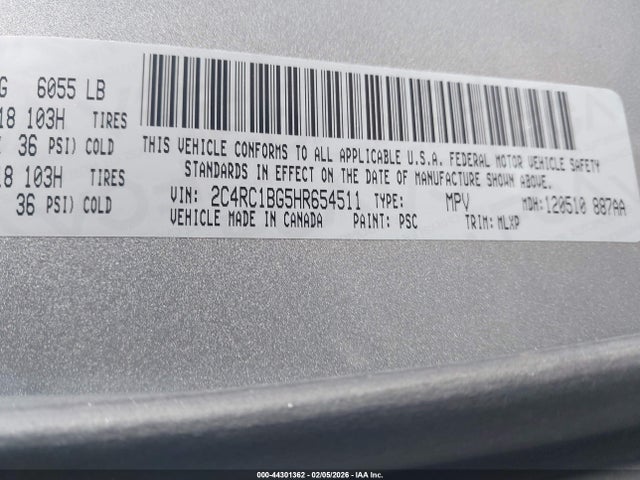 G 6055 LB
18 103H TIRES
36 PSI) COLD
18 103H TIRES
36 PSI) COLD
THIS VEHICLE CONFORMS TO ALL APPLICABLE U.S.A. FEDERAL MOTOR VEHICLE SAFETY
STANDARDS IN EFFECT ON THE DATE OF MANUFACTURE SHOWN ABOVE.
VIN: 2C4RC1BG5HR654511 TYPE: MPV MDH: 120510 887AA
VEHICLE MADE IN CANADA PAINT: PSC TRIM: MLXP
000-44301362 - 02/05/2026 - IAA Inc.